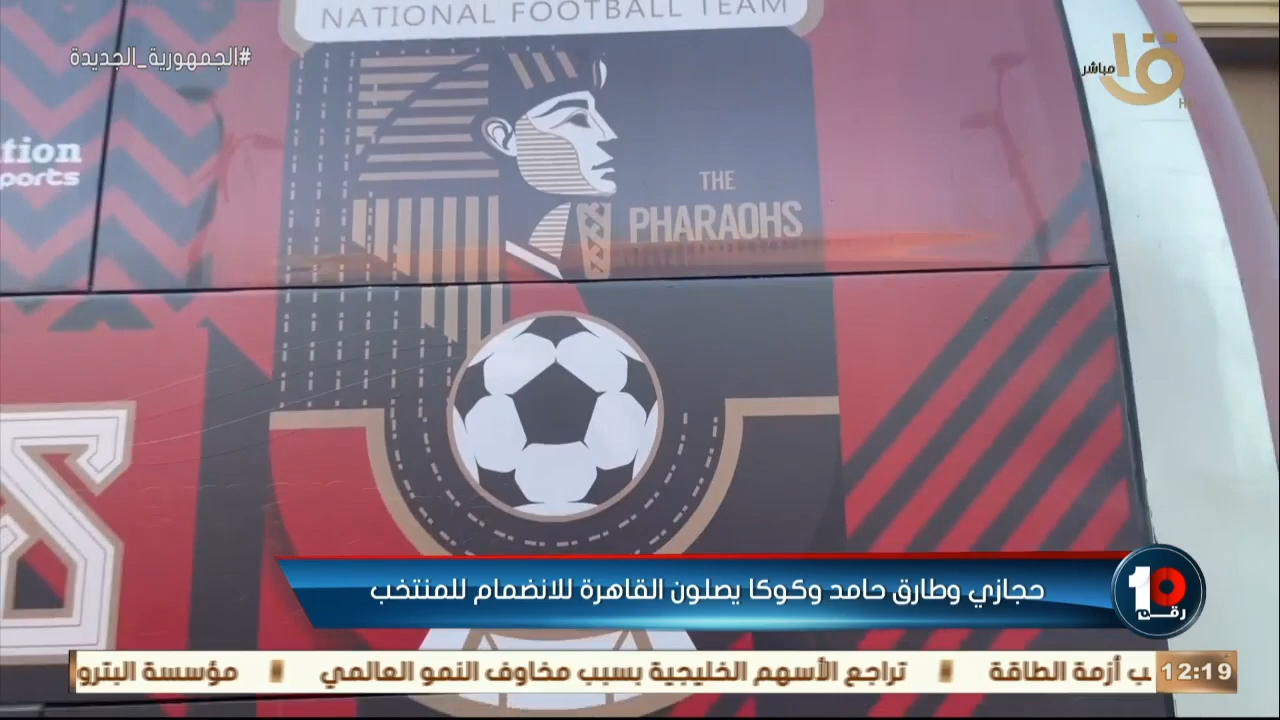 NATIONAL FOOTBALL TEAM
#الجمهورية_الجديدة
مباشر
tion
ports
THE
PHARAOHS
حجازي وطارق حامد وكوكا يصلون القاهرة للانضمام للمنتخب
10
رقم
ب أزمة الطاقة تراجع الأسهم الخليجية بسبب مخاوف النمو العالمي مؤسسة البترو
12:19